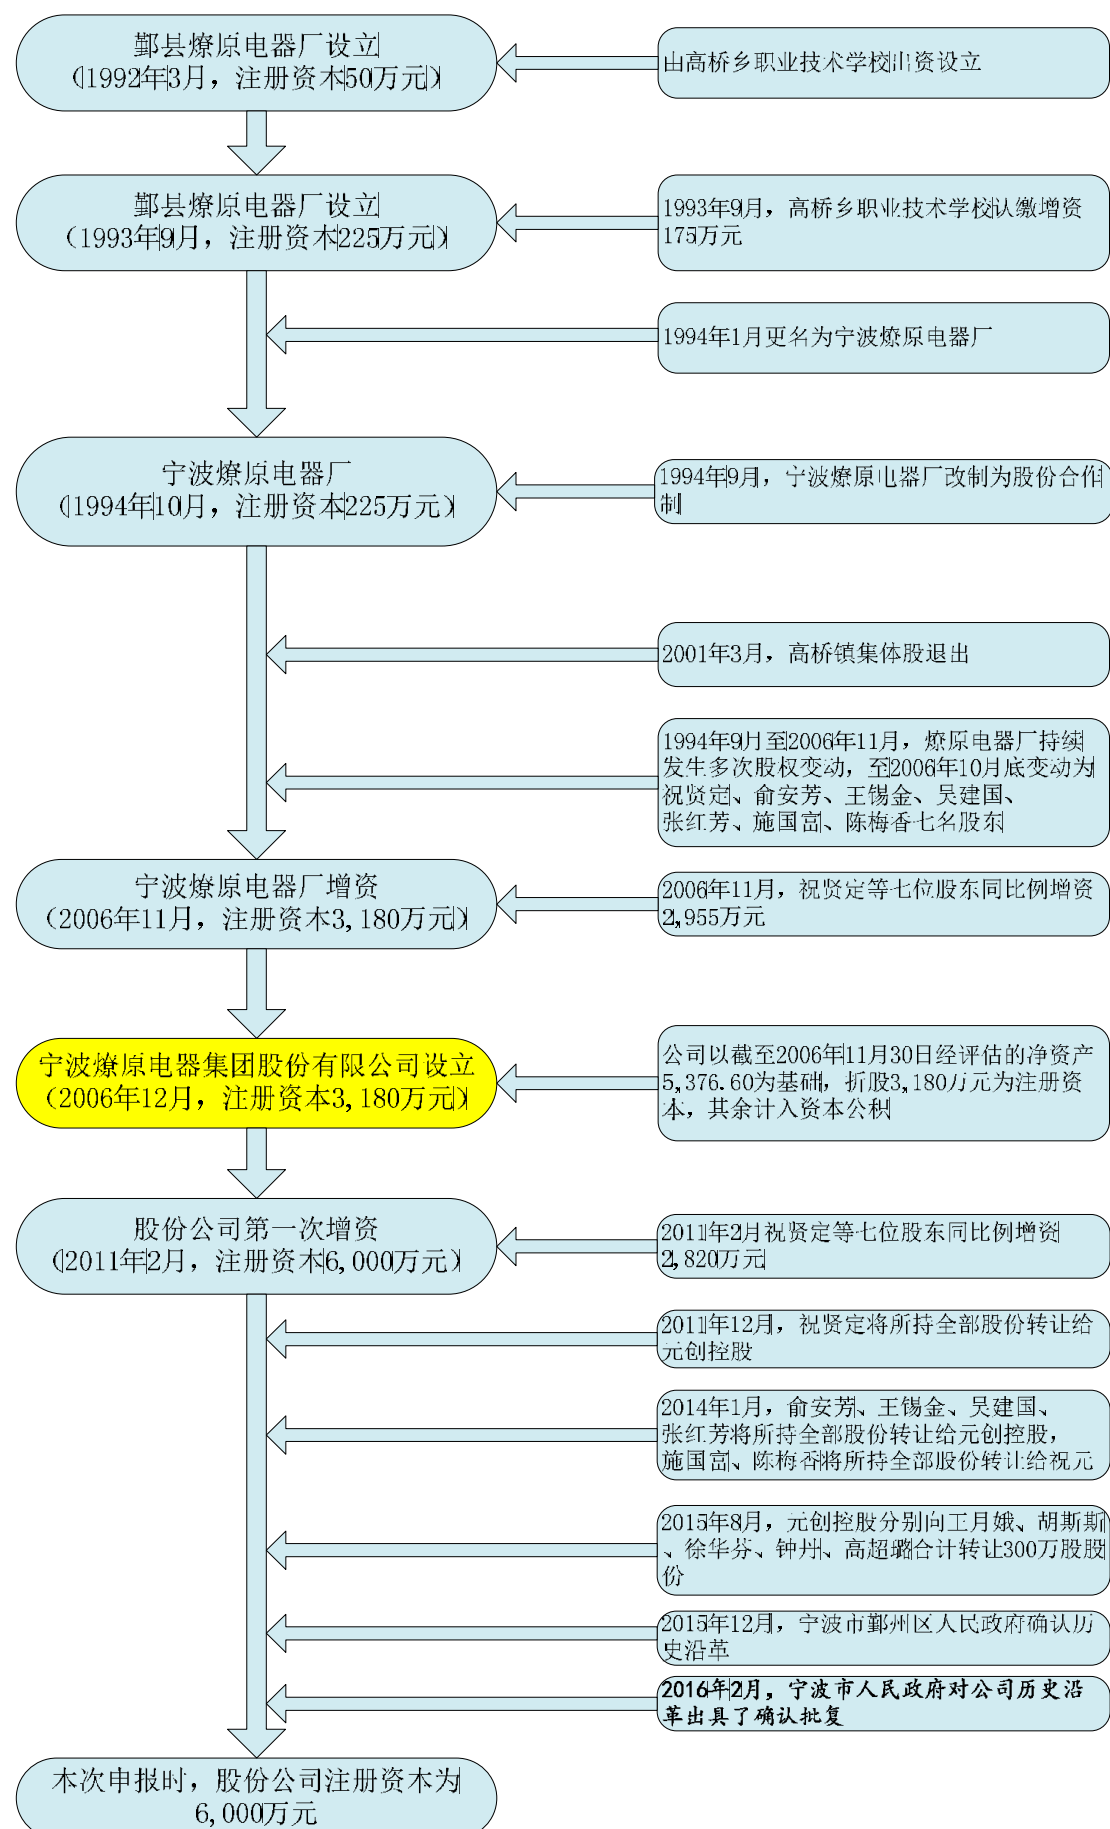 鄞县燎原电器厂设立
（1992年3月，注册资本50万元）
由高桥乡职业技术学校出资设立
鄞县燎原电器厂设立
（1993年9月，注册资本225万元）
1993年9月，高桥乡职业技术学校认缴增资
175万元
1994年1月更名为宁波燎原电器厂
宁波燎原电器厂
（1994年10月，注册资本225万元）
1994年9月，宁波燎原电器厂改制为股份合作
制
2001年3月，高桥镇集体股退出
1994年9月至2006年11月，燎原电器厂持续
发生多次股权变动，至2006年10月底变动为
祝贤定、俞安芳、王锡金、吴建国、
张红芳、施国富、陈梅香七名股东
宁波燎原电器厂增资
（2006年11月，注册资本3,180万元）
2006年11月，祝贤定等七位股东同比例增资
2,955万元
宁波燎原电器集团股份有限公司设立
（2006年12月，注册资本3,180万元）
公司以截至2006年11月30日经评估的净资产
5,376.60为基础，折股3,180万元为注册资
本，其余计入资本公积
股份公司第一次增资
（2011年2月，注册资本6,000万元）
2011年2月祝贤定等七位股东同比例增资
2,820万元
2011年12月，祝贤定将所持全部股份转让给
元创控股
2014年1月，俞安芳、王锡金、吴建国、
张红芳将所持全部股份转让给元创控股，
施国富、陈梅香将所持全部股份转让给祝元
2015年8月，元创控股分别向王月娥、胡斯斯
、徐华芬、钟丹、高超璐合计转让300万股股
份
2015年12月，宁波市鄞州区人民政府确认历
史沿革
2016年2月，宁波市人民政府对公司历史沿
革出具了确认批复
本次申报时，股份公司注册资本为
6,000万元